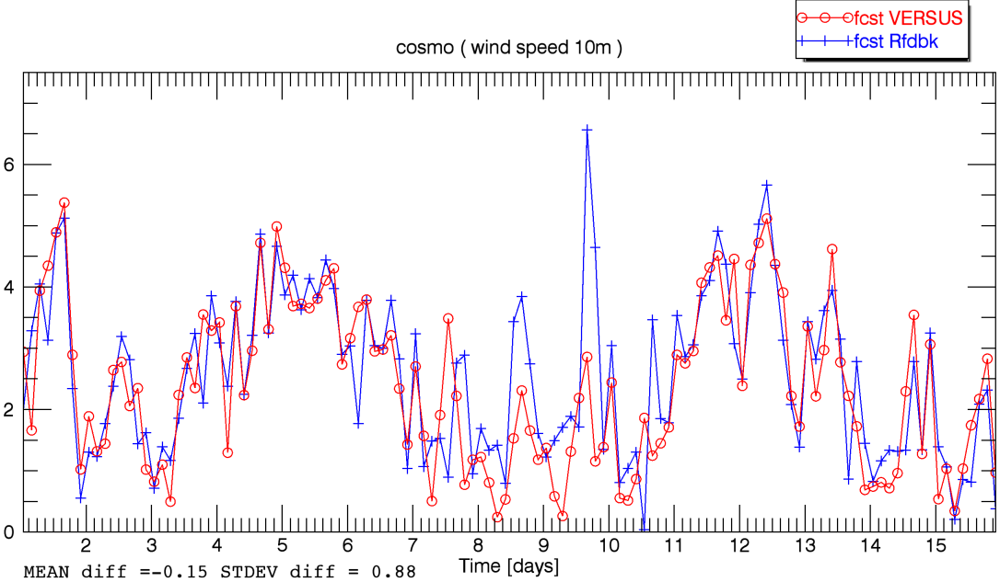 fcst VERSUS
fcst Rfdbk
cosmo ( wind speed 10m )
6
4
2
0
2 3 4 5 6 7 8 9 10 11 12 13 14 15
Time [days]
MEAN diff =-0.15 STDEV diff = 0.88